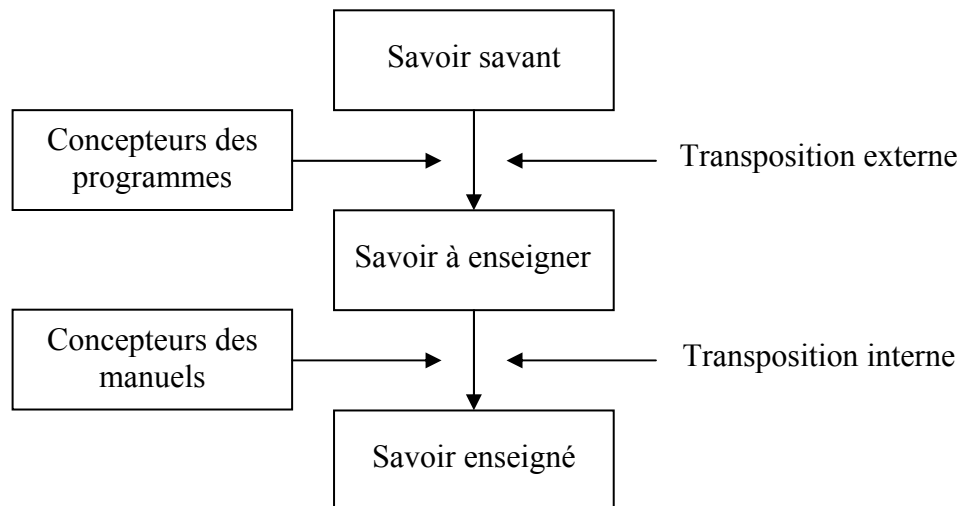 Savoir savant
Concepteurs des
programmes
Transposition externe
Savoir à enseigner
Concepteurs des
manuels
Transposition interne
Savoir enseigné